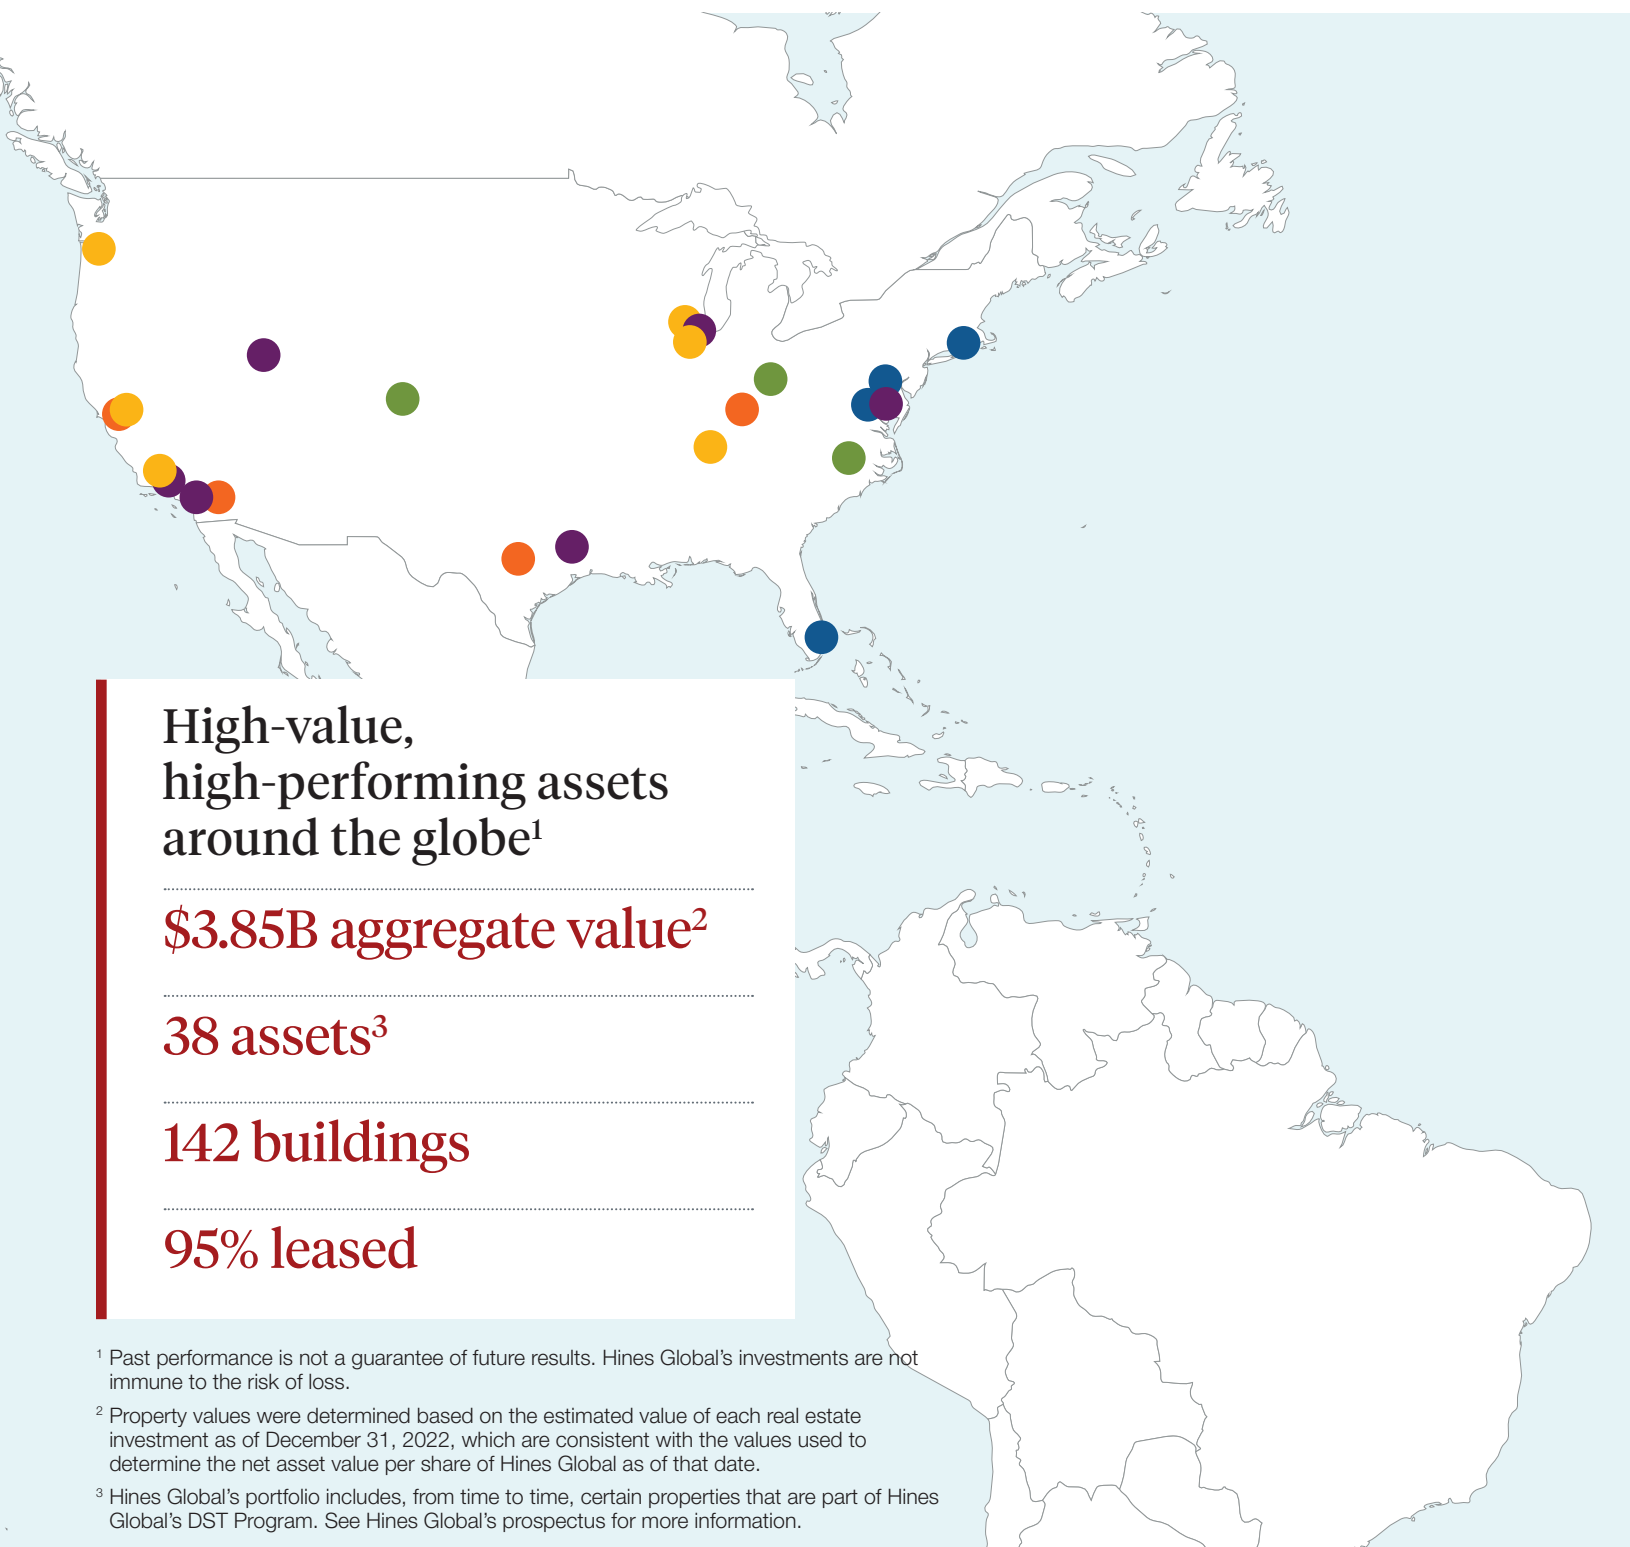 High-value,
high-performing assets
around the globe¹
$3.85B aggregate value²
38 assets³
142 buildings
95% leased
¹ Past performance is not a guarantee of future results. Hines Global’s investments are not
immune to the risk of loss.
² Property values were determined based on the estimated value of each real estate
investment as of December 31, 2022, which are consistent with the values used to
determine the net asset value per share of Hines Global as of that date.
³ Hines Global’s portfolio includes, from time to time, certain properties that are part of Hines
Global’s DST Program. See Hines Global’s prospectus for more information.